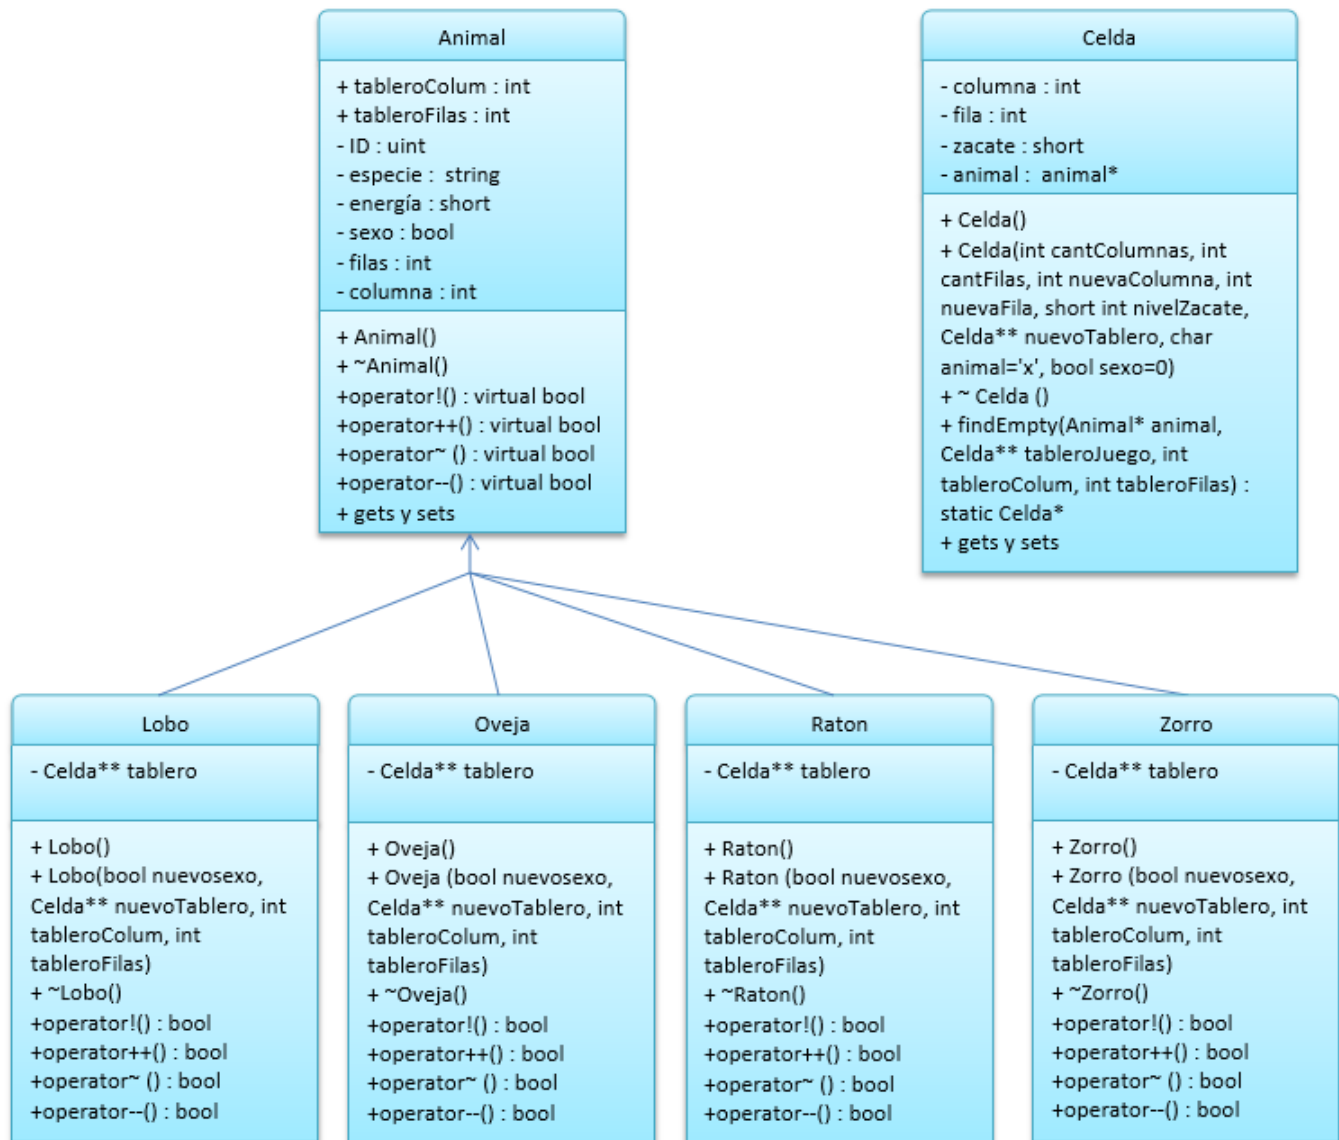 Animal
+ tableroColum : int
+ tableroFilas : int
- ID : uint
- especie :  string
- energía : short
- sexo : bool
- filas : int
- columna : int
+ Animal()
+ ~Animal()
+operator!() : virtual bool
+operator++() : virtual bool
+operator~ () : virtual bool
+operator--() : virtual bool
+ gets y sets
Celda
- columna : int
- fila : int
- zacate : short
- animal :  animal*
+ Celda()
+ Celda(int cantColumnas, int
cantFilas, int nuevaColumna, int
nuevaFila, short int nivelZacate,
Celda** nuevoTablero, char
animal='x', bool sexo=0)
+ ~ Celda ()
+ findEmpty(Animal* animal,
Celda** tableroJuego, int
tableroColum, int tableroFilas) :
static Celda*
+ gets y sets
Lobo
- Celda** tablero
+ Lobo()
+ Lobo(bool nuevosexo,
Celda** nuevoTablero, int
tableroColum, int
tableroFilas)
+ ~Lobo()
+operator!() : bool
+operator++() : bool
+operator~ () : bool
+operator--() : bool
Oveja
- Celda** tablero
+ Oveja()
+ Oveja (bool nuevosexo,
Celda** nuevoTablero, int
tableroColum, int
tableroFilas)
+ ~Oveja()
+operator!() : bool
+operator++() : bool
+operator~ () : bool
+operator--() : bool
Raton
- Celda** tablero
+ Raton()
+ Raton (bool nuevosexo,
Celda** nuevoTablero, int
tableroColum, int
tableroFilas)
+ ~Raton()
+operator!() : bool
+operator++() : bool
+operator~ () : bool
+operator--() : bool
Zorro
- Celda** tablero
+ Zorro()
+ Zorro (bool nuevosexo,
Celda** nuevoTablero, int
tableroColum, int
tableroFilas)
+ ~Zorro()
+operator!() : bool
+operator++() : bool
+operator~ () : bool
+operator--() : bool